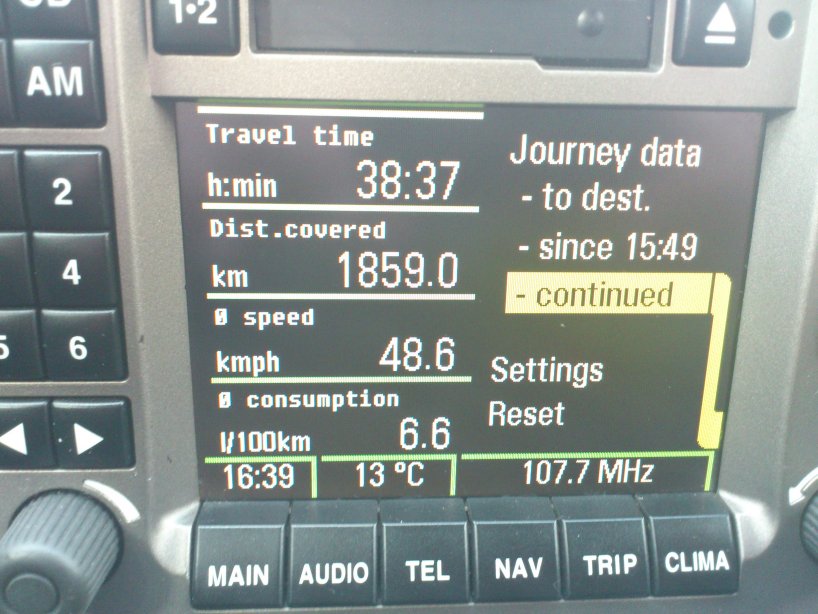 1•2
AM
2
4
5
6
Travel time
h:min 38:37
Dist.covered
km 1859.0
Ø speed
kmph 48.6
Ø consumption
l/100km 6.6
Journey data
- to dest.
- since 15:49
- continued
Settings
Reset
16:39 13 ºC 107.7 MHz
MAIN AUDIO TEL NAV TRIP CLIMA